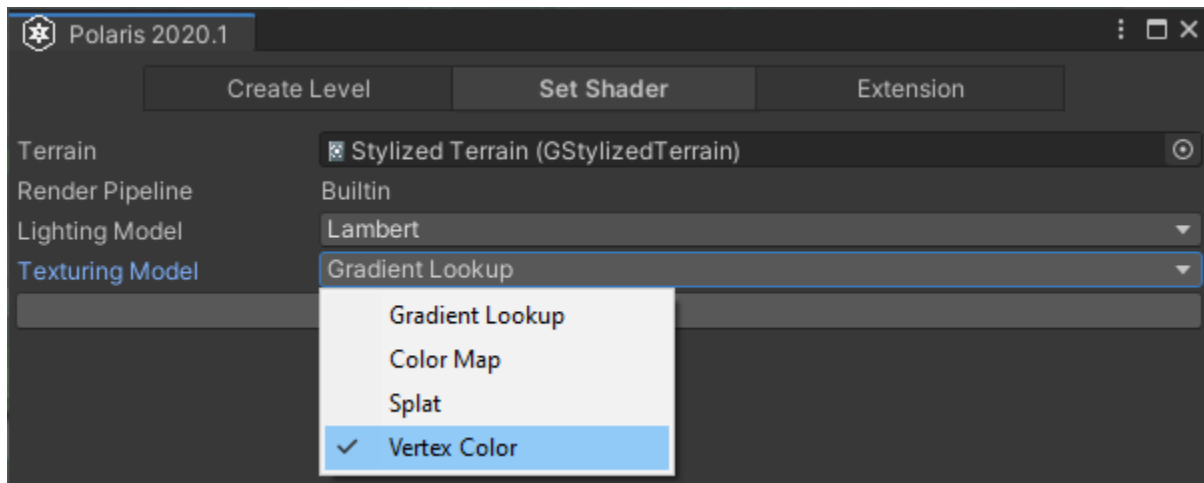 Polaris 2020.1
Create Level Set Shader Extension
Terrain Stylized Terrain (GStylizedTerrain)
Render Pipeline Builtin
Lighting Model Lambert
Texturing Model Gradient Lookup
Gradient Lookup
Color Map
Splat
Vertex Color